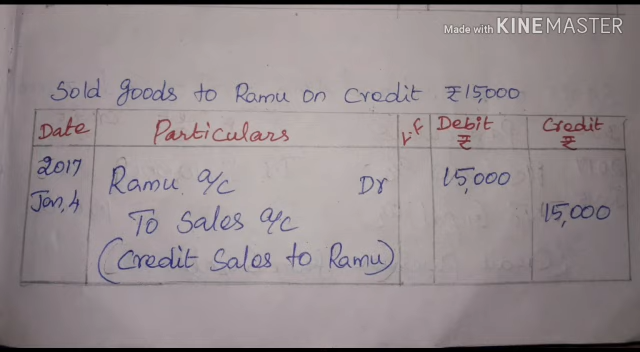 Made with KINEMASTER
Sold goods to Ramu on Credit ₹15,000
Date Particulars L.F Debit ₹ Credit ₹
2017
Jan, 4 Ramu a/c Dr 15,000
To Sales a/c 15,000
(Credit Sales to Ramu)